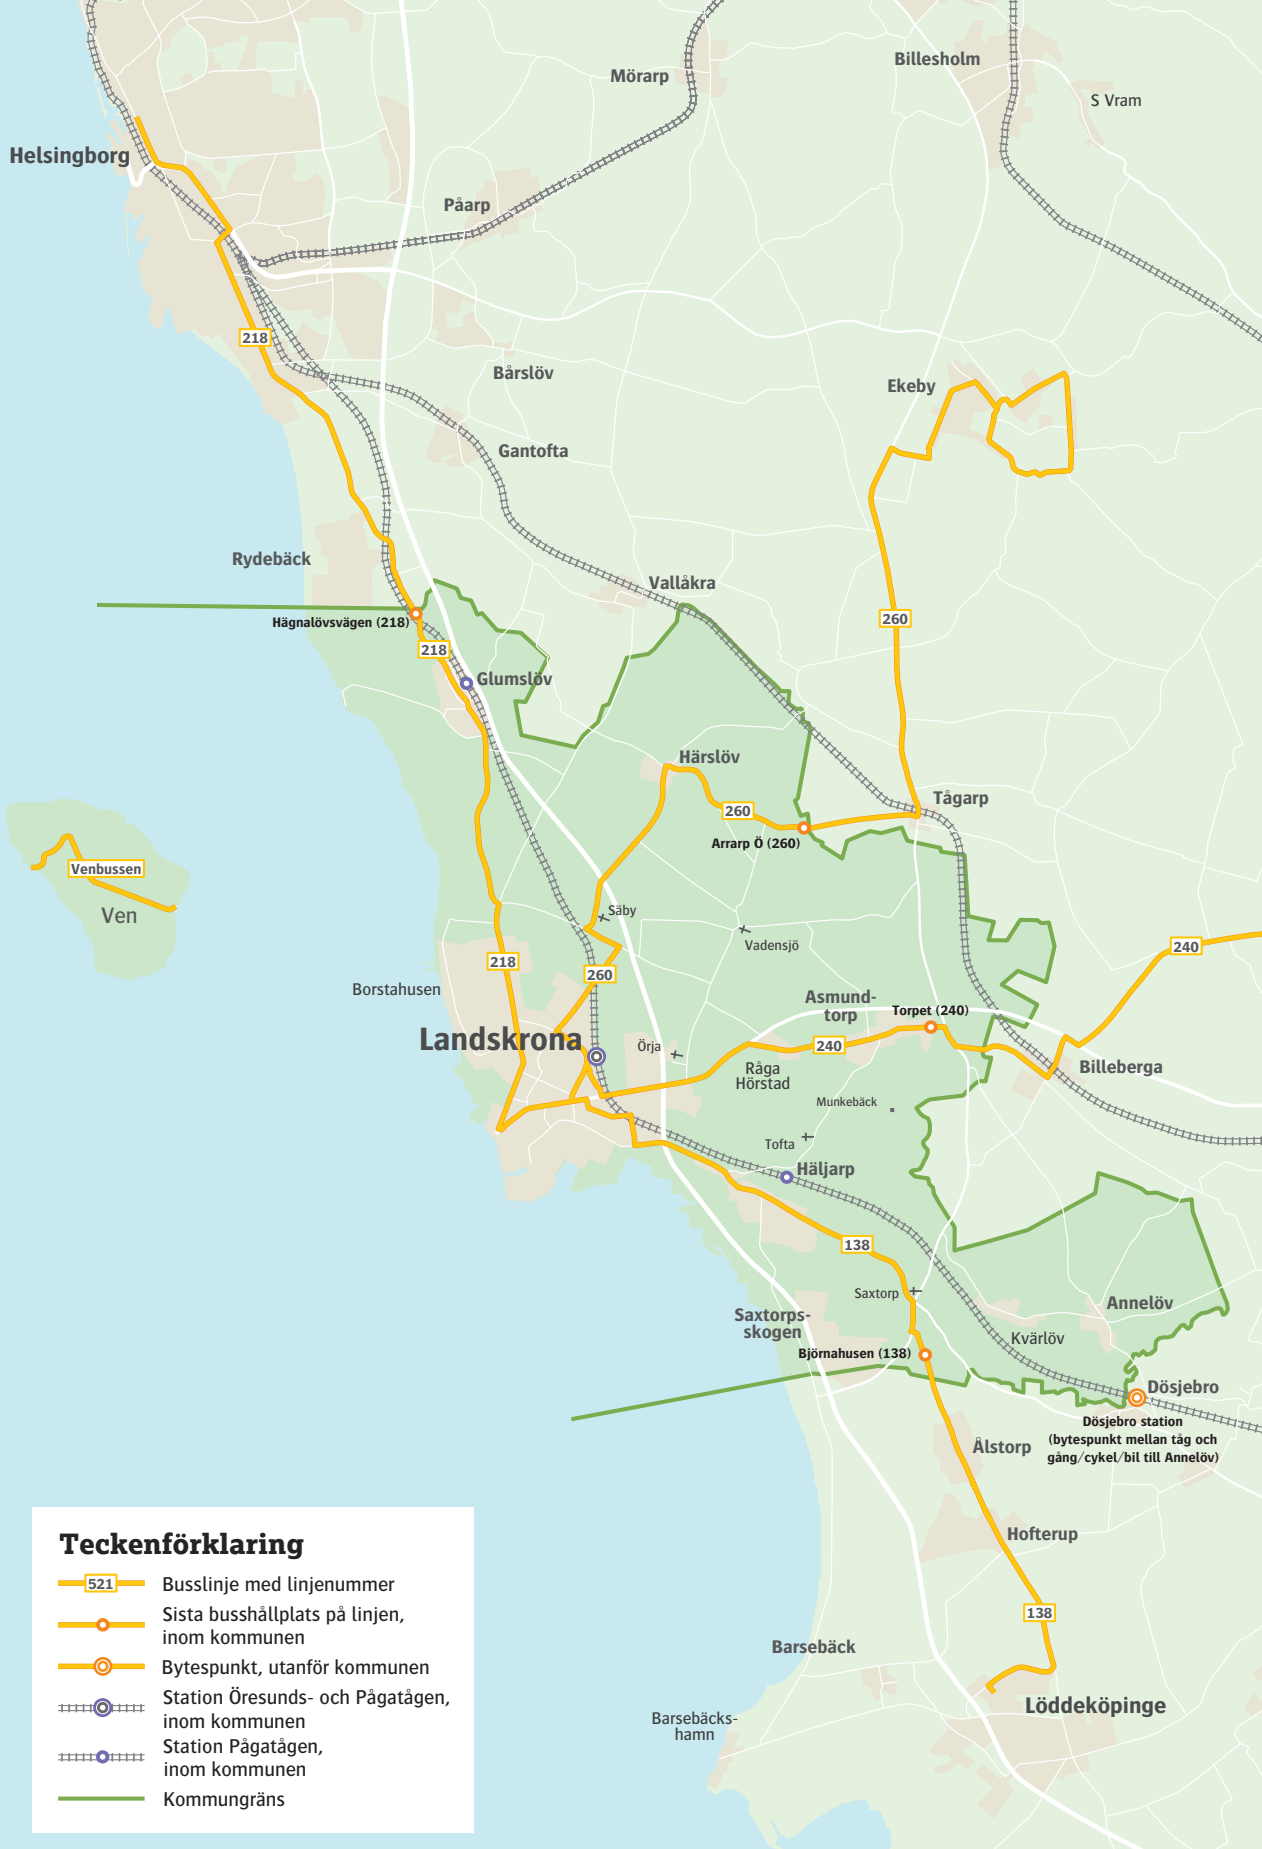 Billesholm
Mörarp
S Vram
Helsingborg
Påarp
218
Bårslöv
Ekeby
Gantofta
Rydebäck
Vallåkra
260
Hägnalövsvägen (218)
218
Glumslöv
Härslöv
Tågarp
260
Arrarp Ö (260)
Venbussen
Ven
Säby
Vadensjö
240
218
260
Borstahusen
Asmund-
torp
Torpet (240)
Landskrona
Örja
240
Råga
Hörstad
Billeberga
Munkebäck
Tofta
Häljarp
138
Saxtorp
Annelöv
Saxtorps-
skogen
Kvärlöv
Björnahusen (138)
Dösjebro
Dösjebro station
(bytespunkt mellan tåg och
gång/cykel/bil till Annelöv)
Ålstorp
Hofterup
138
Barsebäck
Löddeköpinge
Barsebäcks-
hamn
Teckenförklaring
521 Busslinje med linjenummer
Sista busshållplats på linjen,
inom kommunen
Bytespunkt, utanför kommunen
Station Öresunds- och Pågatågen,
inom kommunen
Station Pågatågen,
inom kommunen
Kommungräns